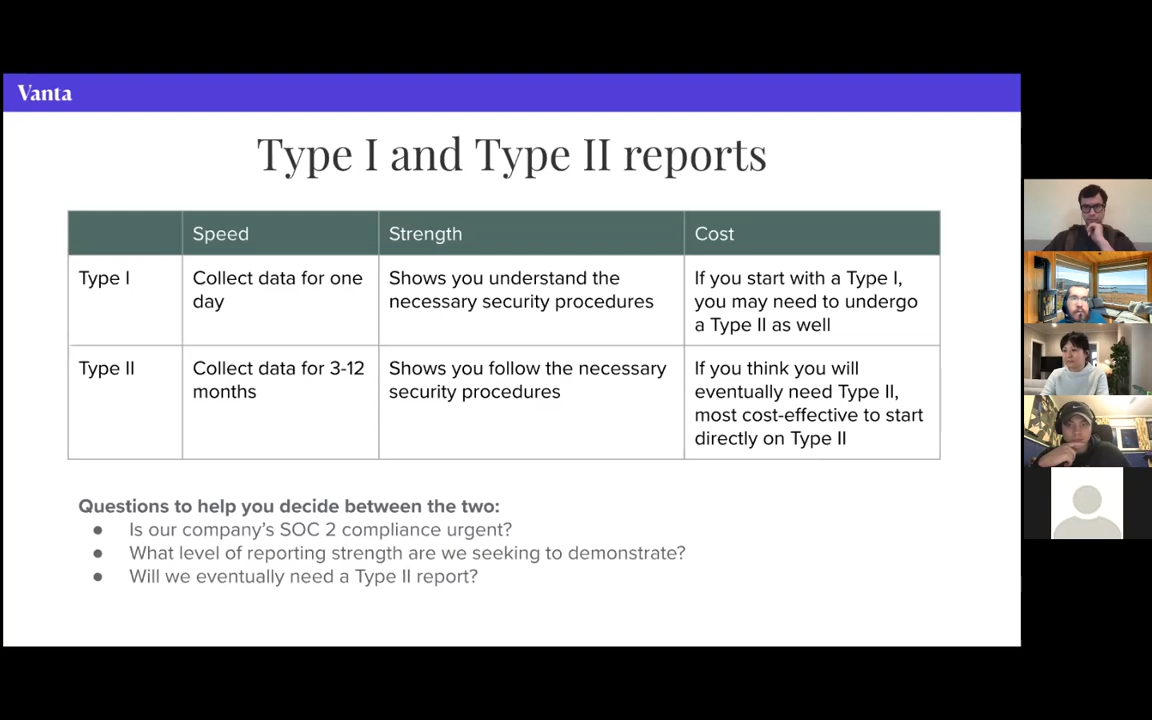 Vanta
Type I and Type II reports
Speed Strength Cost
Type I
Collect data for one
day
Shows you understand the
necessary security procedures
If you start with a Type I,
you may need to undergo
a Type II as well
Type II
Collect data for 3-12
months
Shows you follow the necessary
security procedures
If you think you will
eventually need Type II,
most cost-effective to start
directly on Type II
Questions to help you decide between the two:
● Is our company’s SOC 2 compliance urgent?
● What level of reporting strength are we seeking to demonstrate?
● Will we eventually need a Type II report?